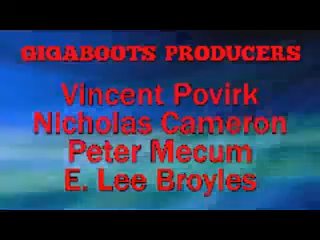 GIGABOOTS PRODUCERS
Vincent Povirk
Nicholas Cameron
Peter Mecum
E. Lee Broyles